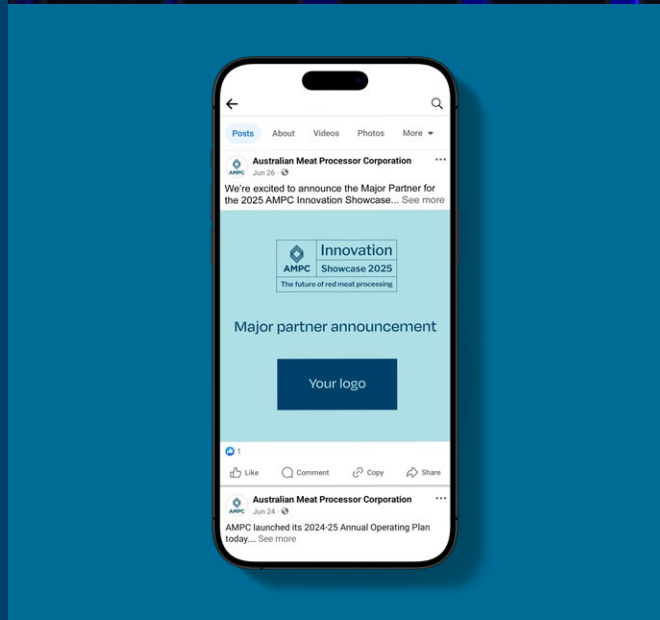 Posts About Videos Photos More
Australian Meat Processor Corporation
AMPC Jun 26
We're excited to announce the Major Partner for
the 2025 AMPC Innovation Showcase... See more
Innovation
AMPC Showcase 2025
The future of red meat processing
Major partner announcement
Your logo
1
Like Comment Copy Share
Australian Meat Processor Corporation
AMPC Jun 24
AMPC launched its 2024-25 Annual Operating Plan
today.... See more